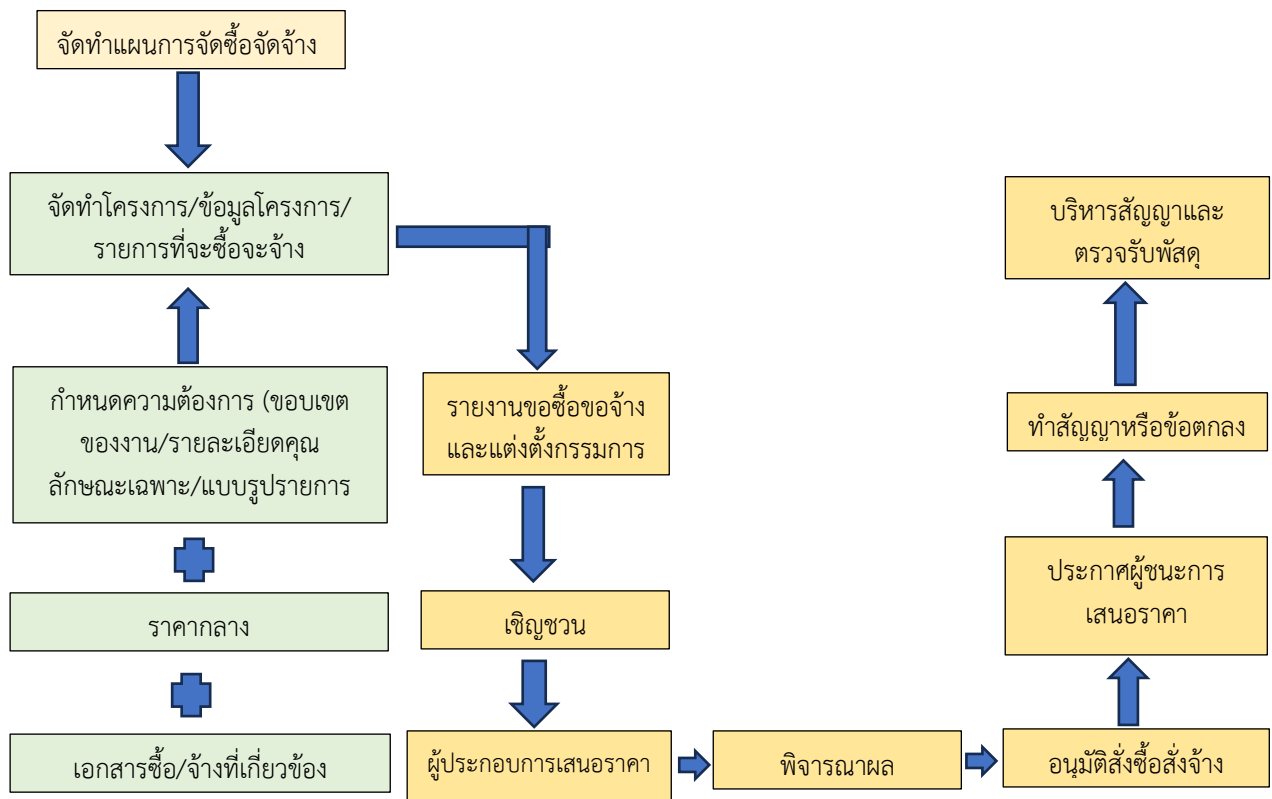 จัดทำแผนการจัดซื้อจัดจ้าง
จัดทำโครงการ/ข้อมูลโครงการ/
รายการที่จะซื้อจะจ้าง
กำหนดความต้องการ (ขอบเขต
ของงาน/รายละเอียดคุณ
ลักษณะเฉพาะ/แบบรูปรายการ
ราคากลาง
เอกสารซื้อ/จ้างที่เกี่ยวข้อง
รายงานขอซื้อขอจ้าง
และแต่งตั้งกรรมการ
เชิญชวน
ผู้ประกอบการเสนอราคา
พิจารณาผล
อนุมัติสั่งซื้อสั่งจ้าง
ประกาศผู้ชนะการ
เสนอราคา
ทำสัญญาหรือข้อตกลง
บริหารสัญญาและ
ตรวจรับพัสดุ